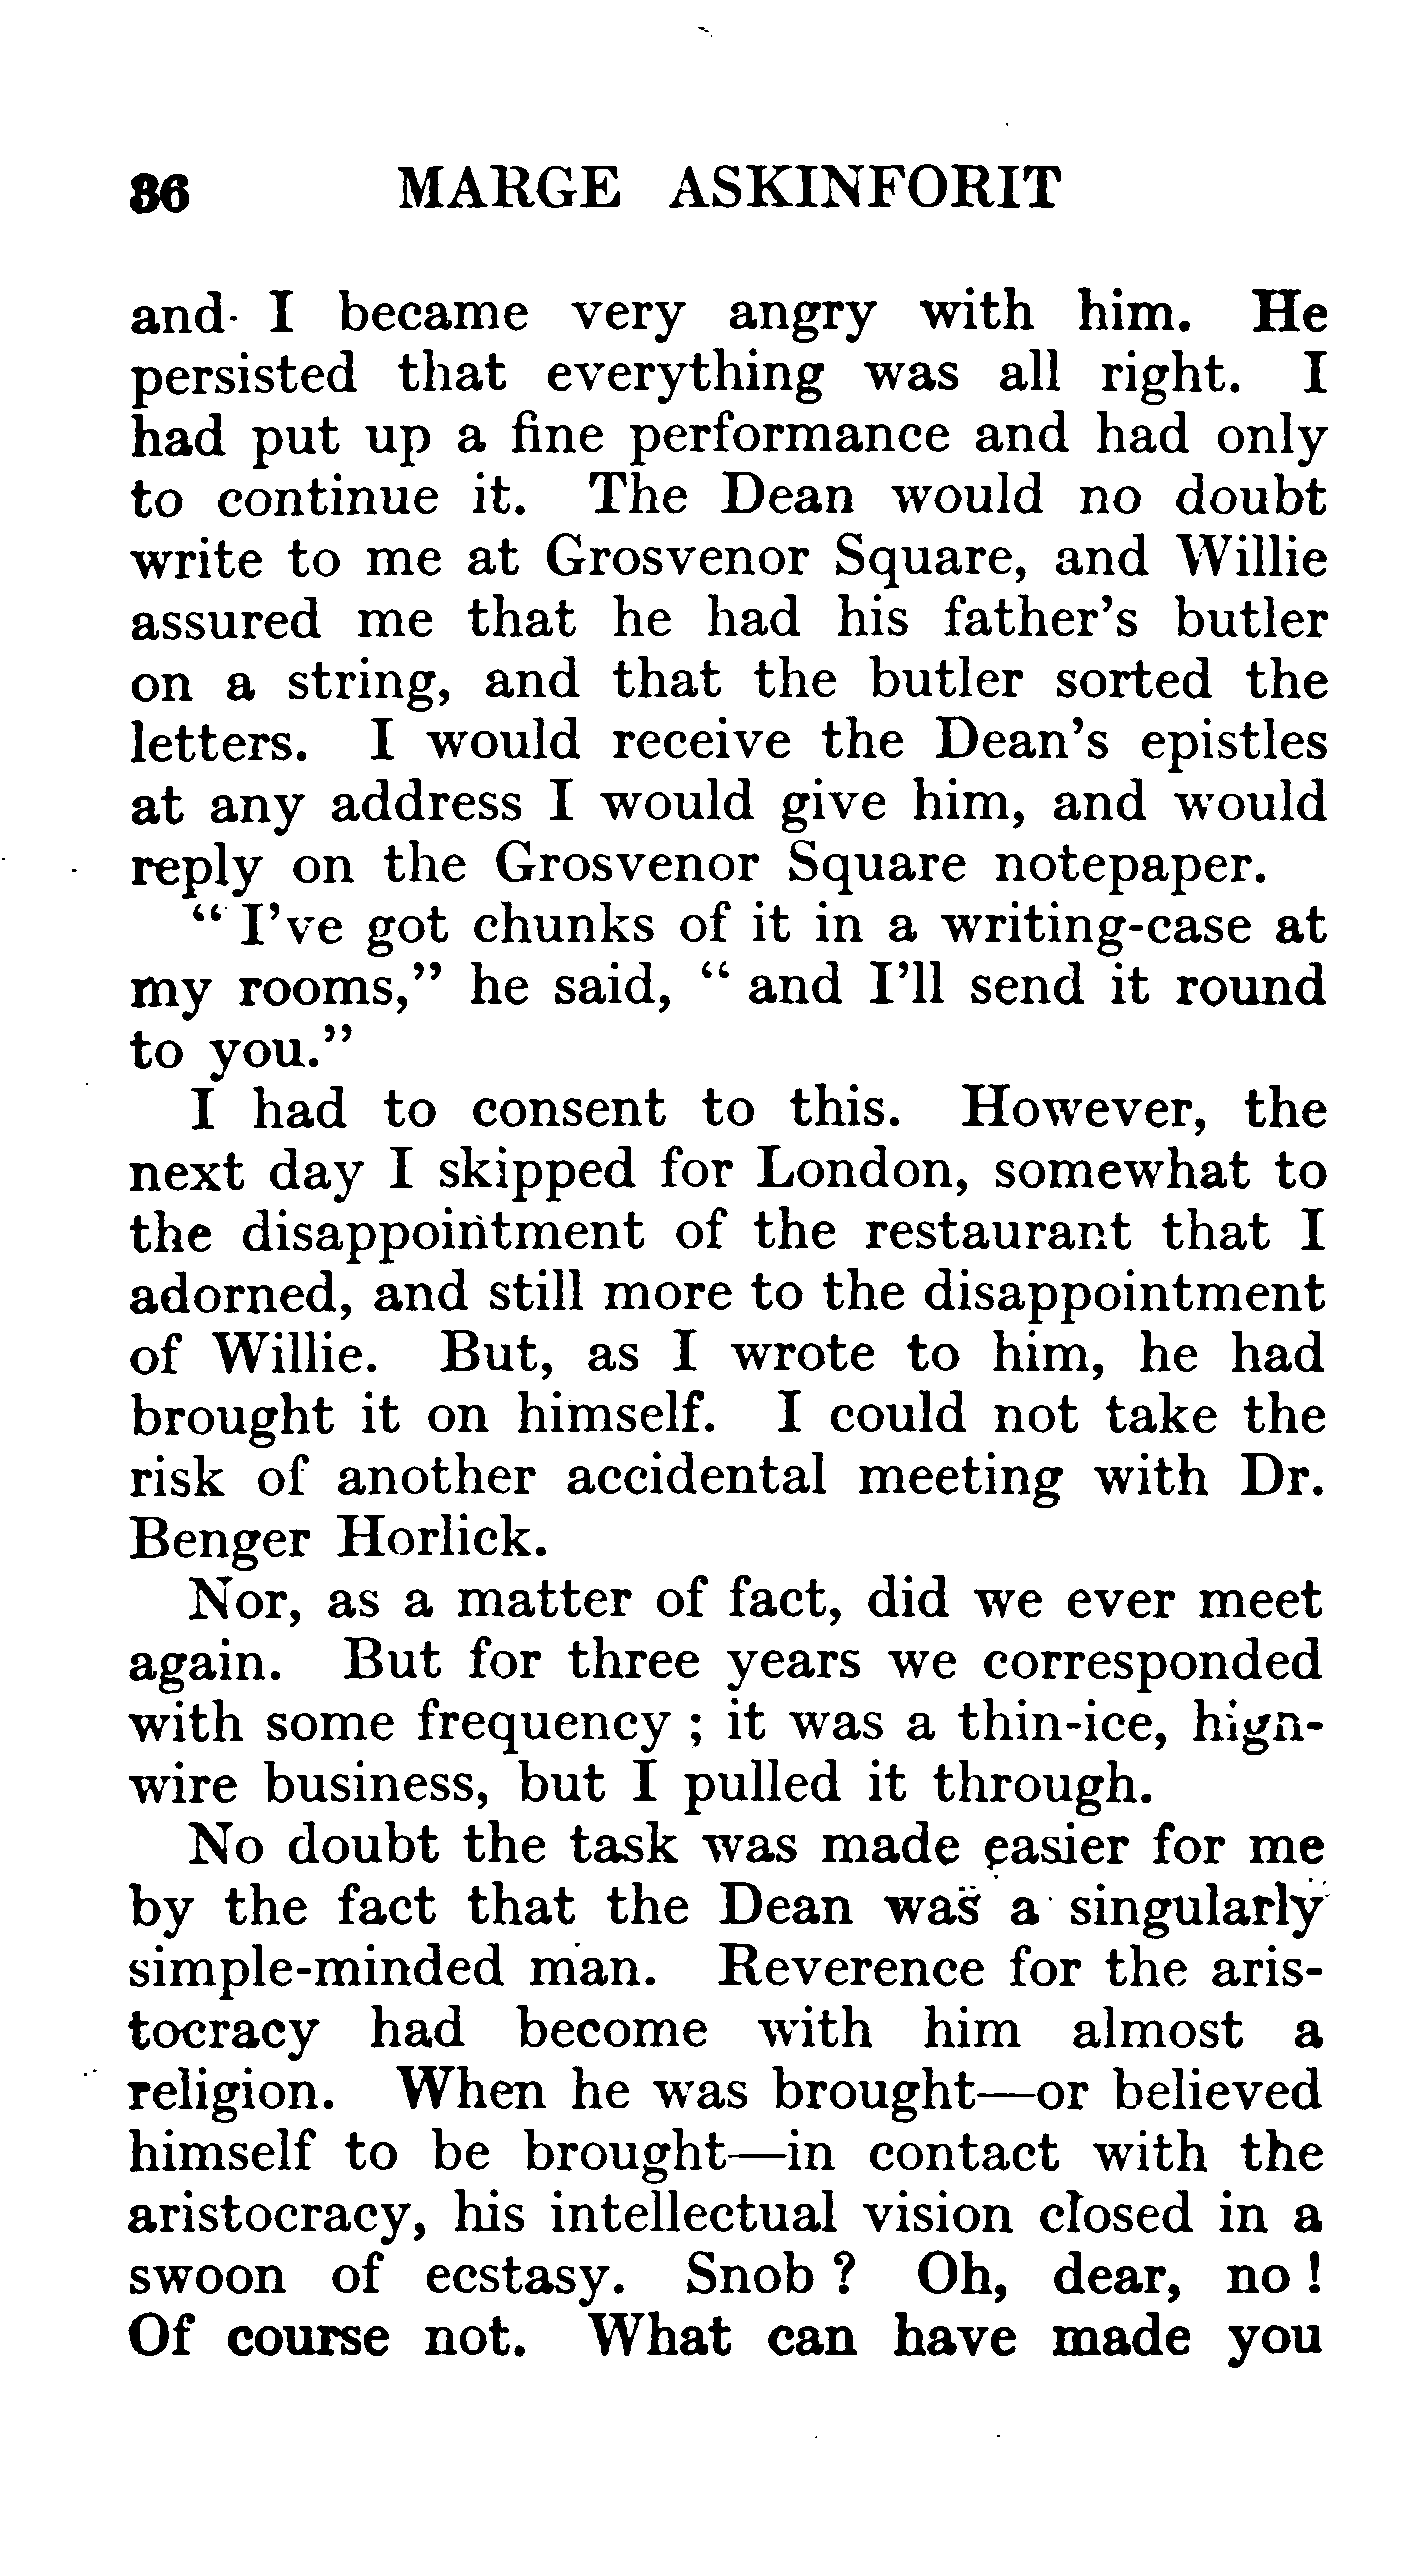 86 MARGE ASKINFORIT
and I became very angry with him. He
persisted that everything was all right. I
had put up a fine performance and had only
to continue it. The Dean would no doubt
write to me at Grosvenor Square, and Willie
assured me that he had his father's butler
on a string, and that the butler sorted the
letters. I would receive the Dean's epistles
at any address I would give him, and would
reply on the Grosvenor Square notepaper.
“ I've got chunks of it in a writing-case at
my rooms,” he said, “ and I'll send it round
to you.”
I had to consent to this. However, the
next day I skipped for London, somewhat to
the disappointment of the restaurant that I
adorned, and still more to the disappointment
of Willie. But, as I wrote to him, he had
brought it on himself. I could not take the
risk of another accidental meeting with Dr.
Benger Horlick.
Nor, as a matter of fact, did we ever meet
again. But for three years we corresponded
with some frequency ; it was a thin-ice, high-
wire business, but I pulled it through.
No doubt the task was made easier for me
by the fact that the Dean was a singularly
simple-minded man. Reverence for the aris-
tocracy had become with him almost a
religion. When he was brought—or believed
himself to be brought—in contact with the
aristocracy, his intellectual vision closed in a
swoon of ecstasy. Snob ? Oh, dear, no !
Of course not. What can have made you